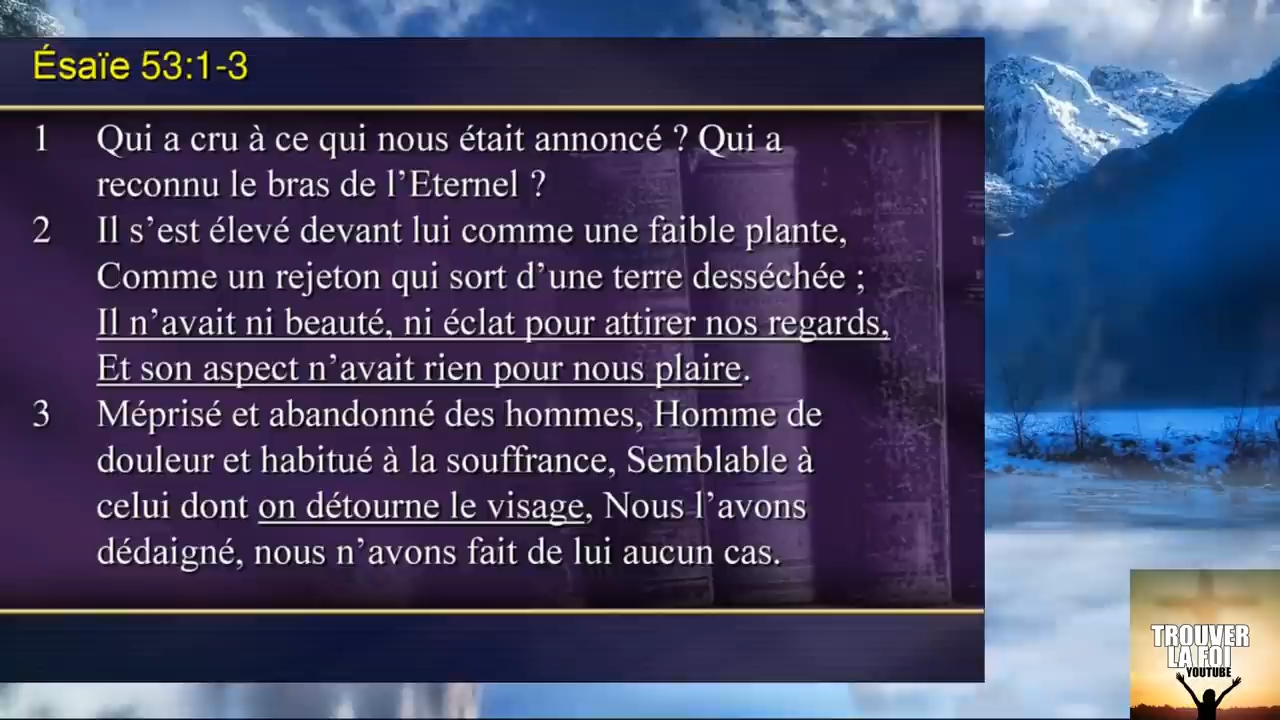 Ésaïe 53:1-3
1 Qui a cru à ce qui nous était annoncé ? Qui a
reconnu le bras de l’Eternel ?
2 Il s’est élevé devant lui comme une faible plante,
Comme un rejeton qui sort d’une terre desséchée ;
Il n’avait ni beauté, ni éclat pour attirer nos regards,
Et son aspect n’avait rien pour nous plaire.
3 Méprisé et abandonné des hommes, Homme de
douleur et habitué à la souffrance, Semblable à
celui dont on détourne le visage, Nous l’avons
dédaigné, nous n’avons fait de lui aucun cas.
TROUVER
LA FOI
YOUTUBE